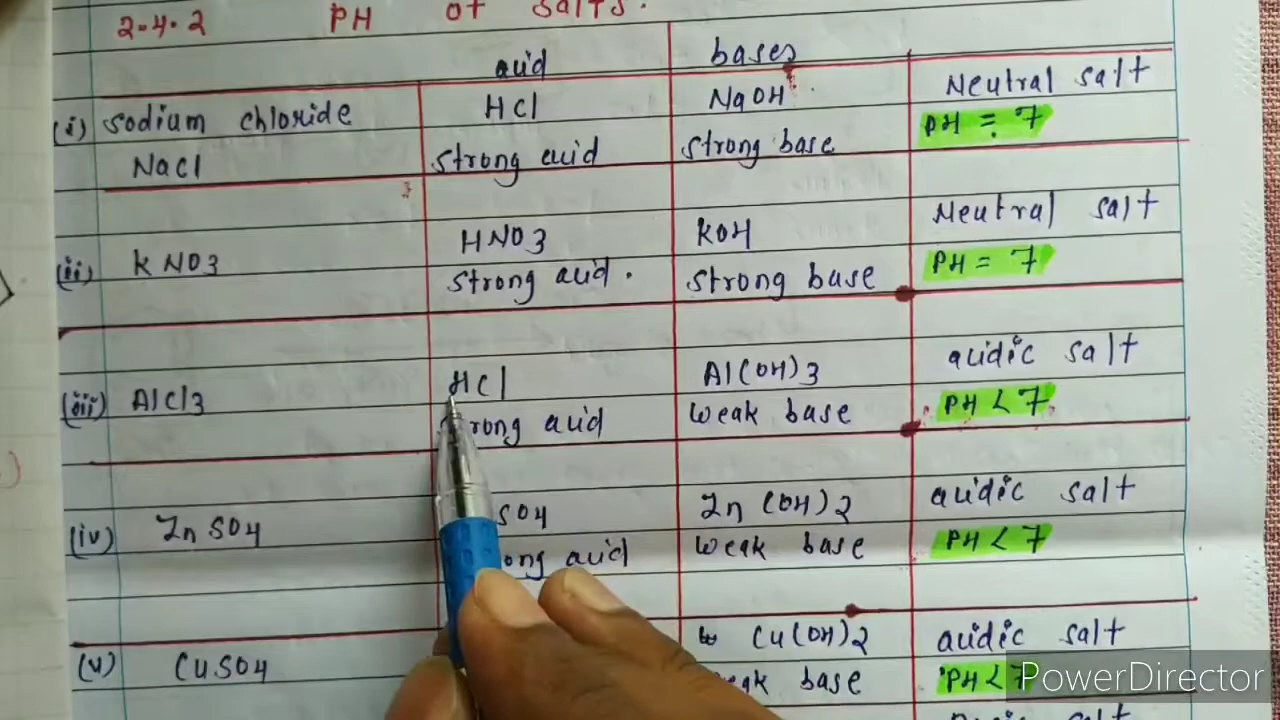 2.4.2 PH of salts.
acid bases
(i) sodium chloride HCl NaOH Neutral salt
PH = 7
NaCl strong acid strong base
(ii) KNO3 HNO3 KOH Neutral salt
strong acid. strong base PH = 7
(iii) AlCl3 HCl Al(OH)3 acidic salt
strong acid weak base PH < 7
(iv) ZnSO4 SO4 Zn(OH)2 acidic salt
ong acid weak base PH < 7
(v) CuSO4 Cu(OH)2 acidic salt
eak base PH < 7
PowerDirector